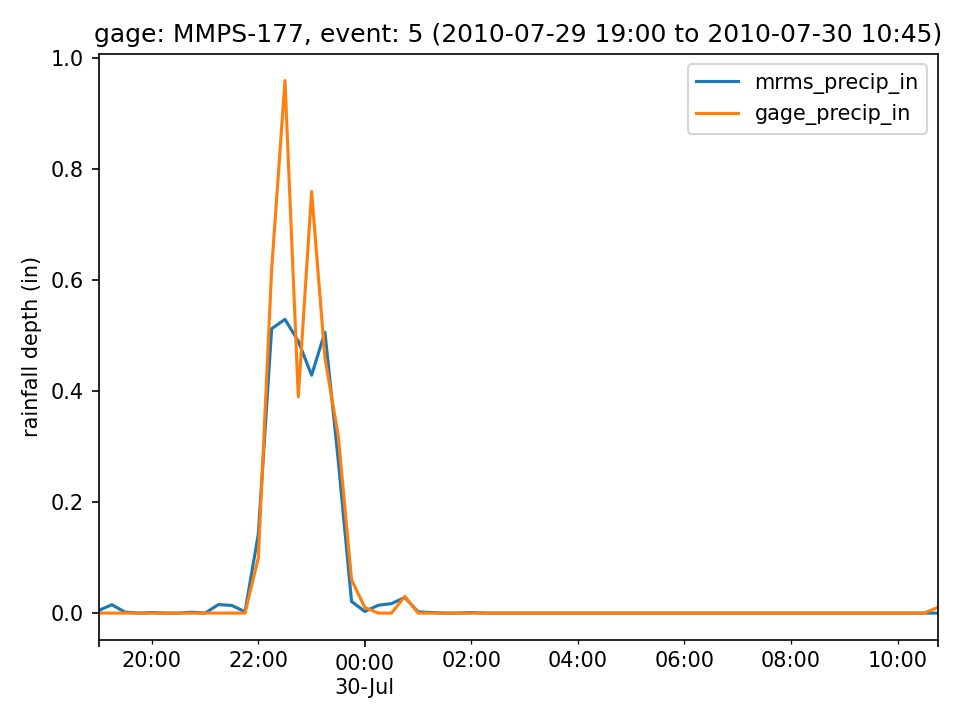 gage: MMPS-177, event: 5 (2010-07-29 19:00 to 2010-07-30 10:45)
mrms_precip_in
gage_precip_in
rainfall depth (in)
1.0
0.8
0.6
0.4
0.2
0.0
20:00 22:00 00:00 02:00 04:00 06:00 08:00 10:00
30-Jul